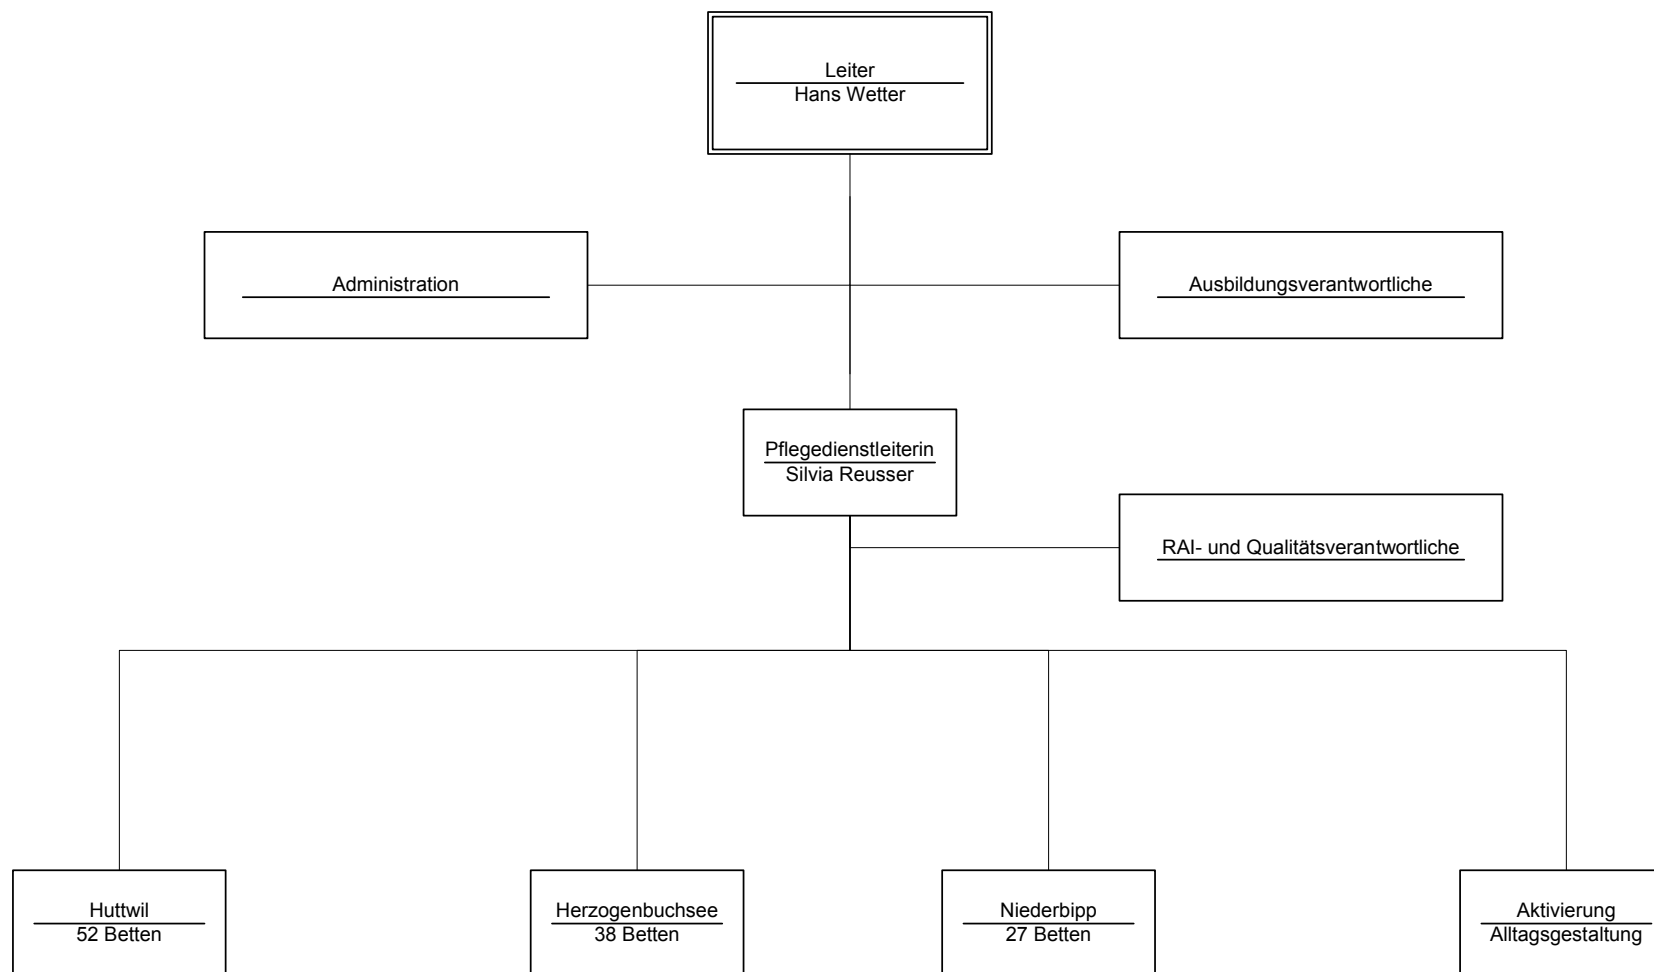 Leiter
Hans Wetter
Administration
Ausbildungsverantwortliche
Pflegedienstleiterin
Silvia Reusser
RAI- und Qualitätsverantwortliche
Huttwil
52 Betten
Herzogenbuchsee
38 Betten
Niederbipp
27 Betten
Aktivierung
Alltagsgestaltung